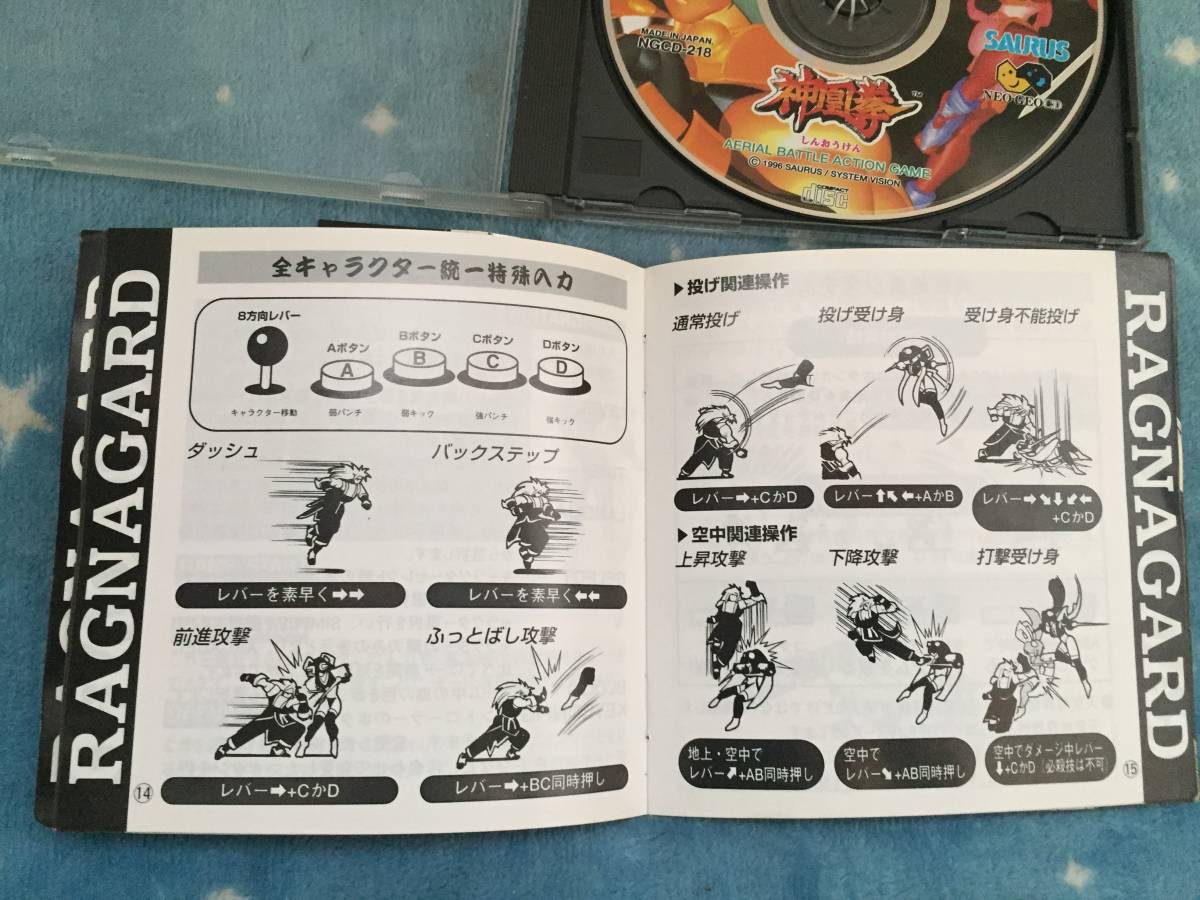 MADE IN JAPAN
NGCD-218
SAURUS
NEO・GEO CD
神凰拳
TM
しんおうけん
AERIAL BATTLE ACTION GAME
© 1996 SAURUS / SYSTEM VISION
COMPACT
disc
RAGNAGARD
RAGNAGARD
全キャラクター統一特殊入力
8方向レバー
Aボタン
Bボタン
Cボタン
Dボタン
A
B
C
D
キャラクター移動
弱パンチ
弱キック
強パンチ
強キック
ダッシュ
バックステップ
レバーを素早く➡➡
レバーを素早く⬅⬅
前進攻撃
ふっとばし攻撃
レバー➡+CかD
レバー➡+BC同時押し
14
▶投げ関連操作
通常投げ
投げ受け身
受け身不能投げ
レバー➡+CかD
レバー⬆⬉⬅+AかB
レバー➡⬊⬇⬋⬅
+CかD
▶空中関連操作
上昇攻撃
下降攻撃
打撃受け身
地上・空中で
レバー⬈+AB同時押し
空中で
レバー⬊+AB同時押し
空中でダメージ中レバー
⬇+CかD「必殺技は不可」
15
RAGNAGARD